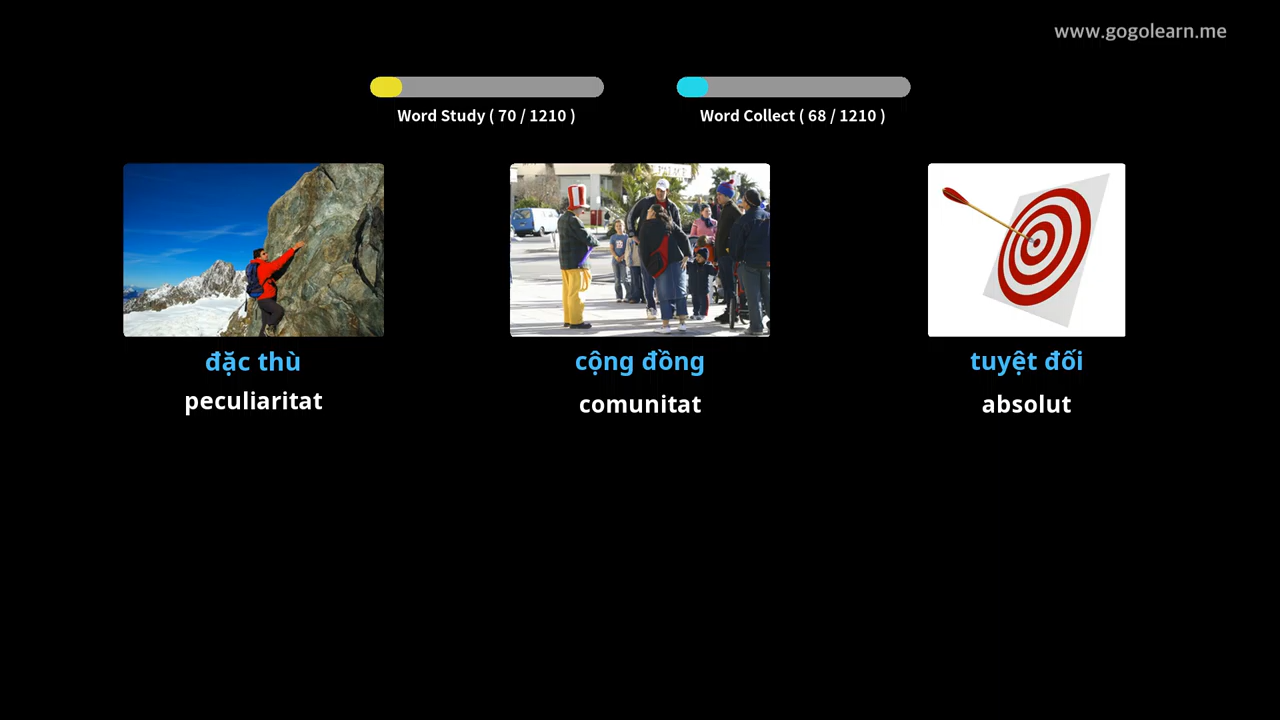 www.gogolearn.me
Word Study ( 70 / 1210 )
Word Collect ( 68 / 1210 )
đặc thù
peculiaritat
cộng đồng
comunitat
tuyệt đối
absolut